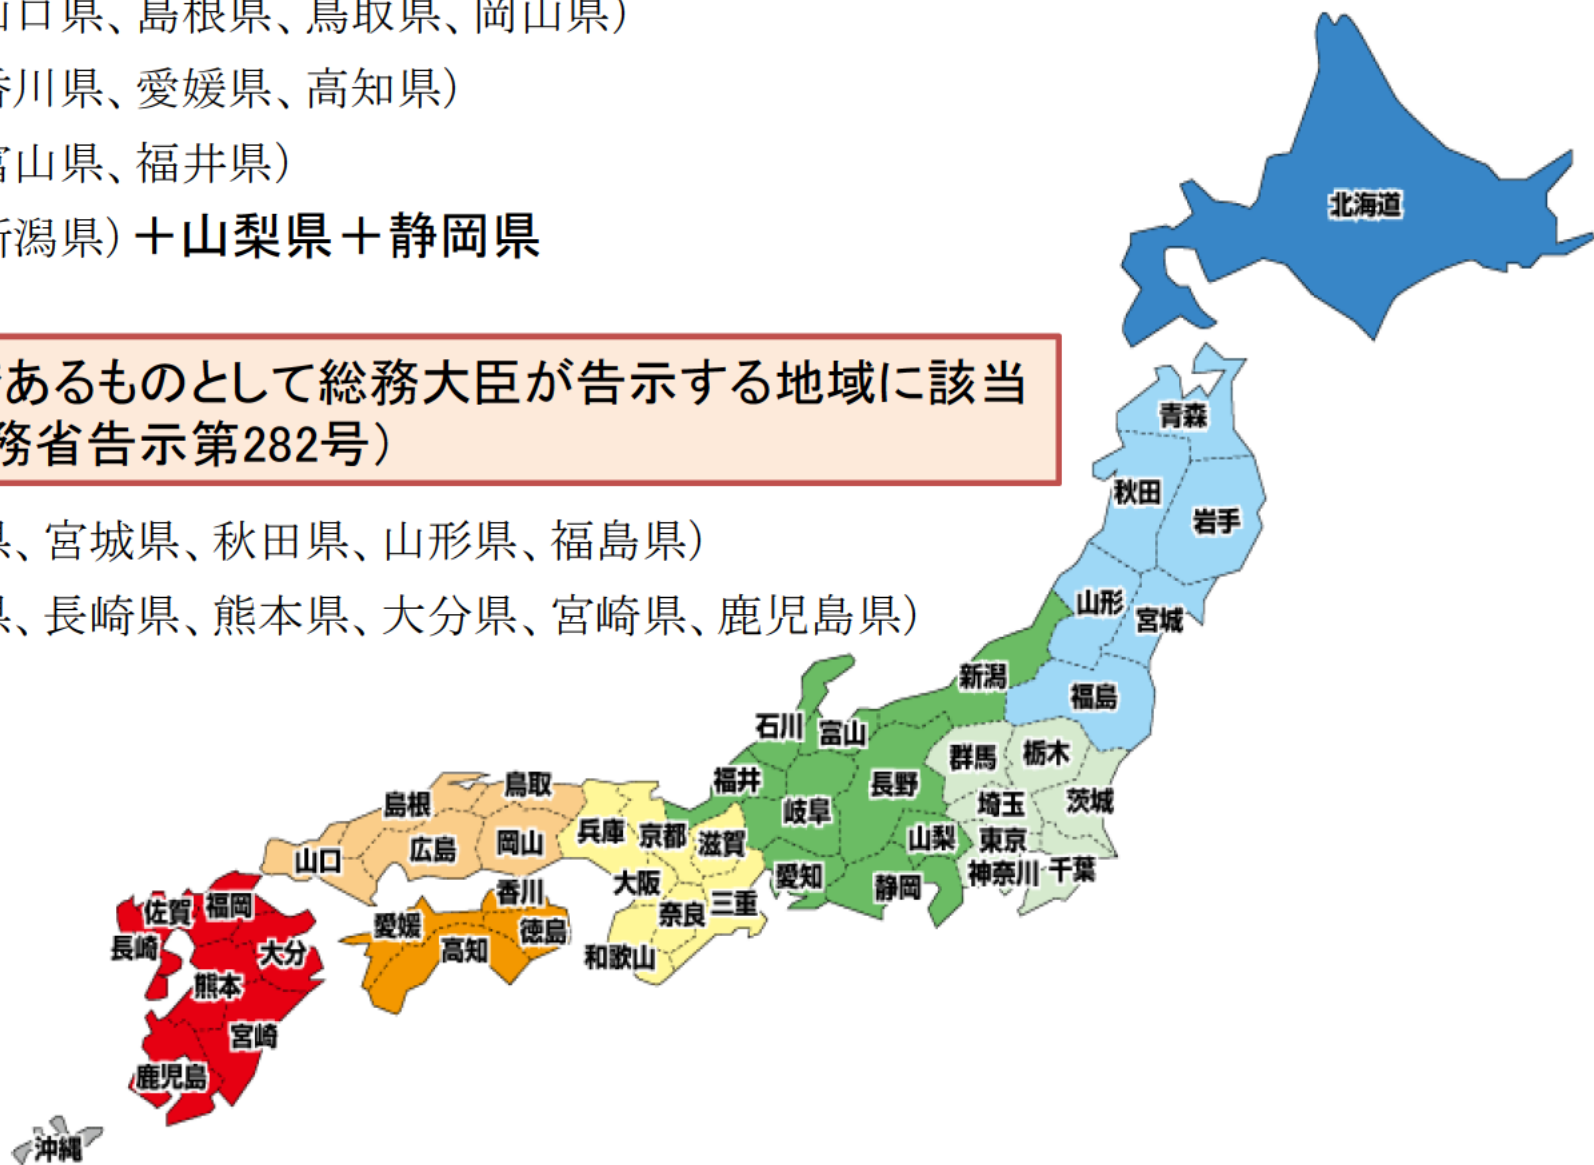 山口県、島根県、鳥取県、岡山県）
香川県、愛媛県、高知県）
富山県、福井県）
新潟県）＋山梨県＋静岡県
あるものとして総務大臣が告示する地域に該当
務省告示第282号）
県、宮城県、秋田県、山形県、福島県）
県、長崎県、熊本県、大分県、宮崎県、鹿児島県）
北海道
青森
秋田
岩手
山形
宮城
新潟
福島
石川
富山
群馬
栃木
福井
長野
鳥取
島根
岐阜
埼玉
茨城
兵庫
京都
滋賀
山梨
東京
岡山
広島
山口
愛知
静岡
神奈川
千葉
大阪
香川
奈良
三重
佐賀
福岡
愛媛
徳島
長崎
大分
高知
和歌山
熊本
宮崎
鹿児島
沖縄